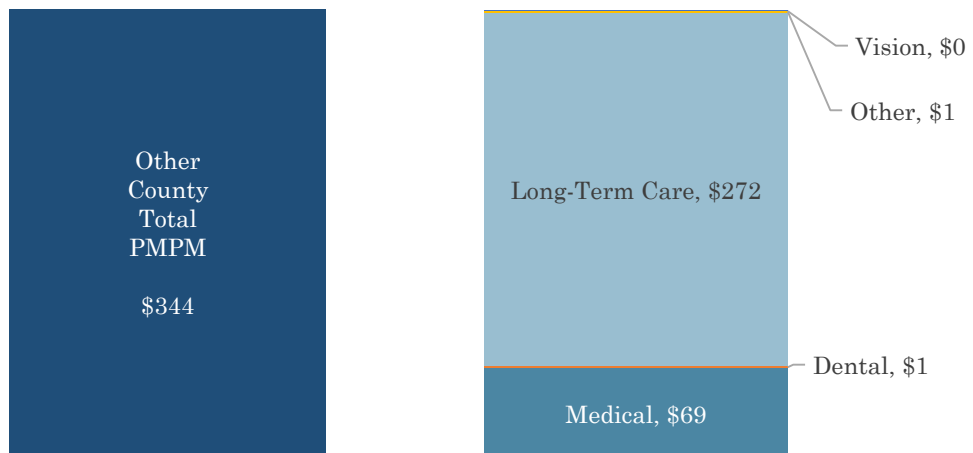 Other
County
Total
PMPM
$344
Vision, $0
Other, $1
Long-Term Care, $272
Dental, $1
Medical, $69